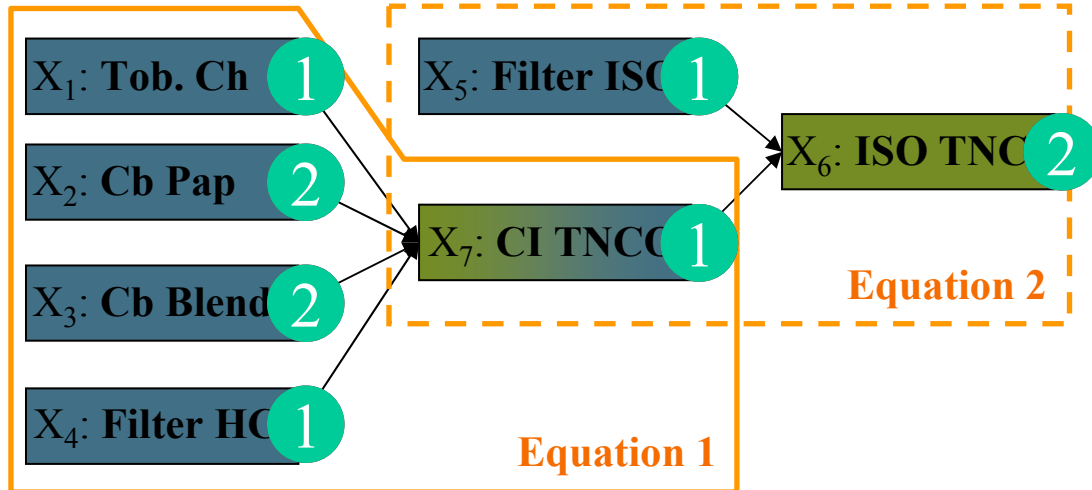 X₁: Tob. Ch 1
X₂: Cb Pap 2
X₃: Cb Blend 2
X₄: Filter HC 1
X₅: Filter ISO 1
X₇: CI TNCO 1
X₆: ISO TNC 2
Equation 2
Equation 1